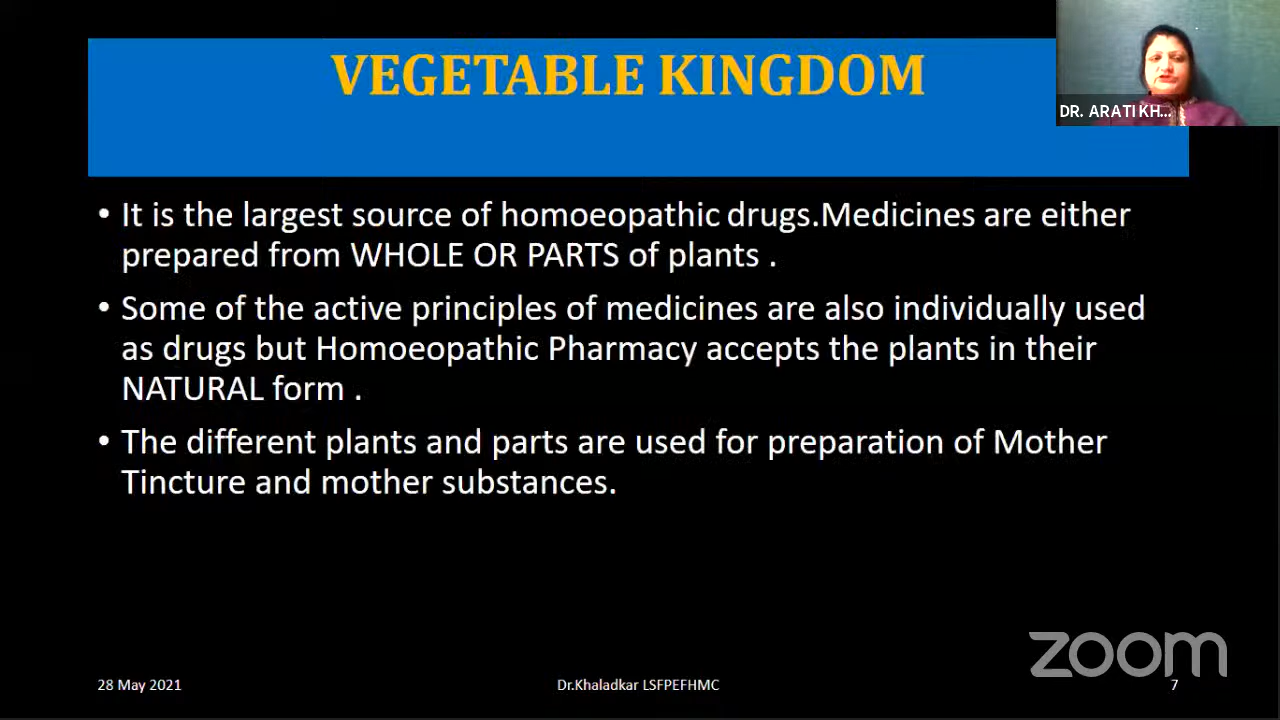 VEGETABLE KINGDOM
DR. ARATI KH...
• It is the largest source of homoeopathic drugs.Medicines are either
prepared from WHOLE OR PARTS of plants .
• Some of the active principles of medicines are also individually used
as drugs but Homoeopathic Pharmacy accepts the plants in their
NATURAL form .
• The different plants and parts are used for preparation of Mother
Tincture and mother substances.
zoom
28 May 2021
Dr.Khaladkar LSFPEFHMC
7